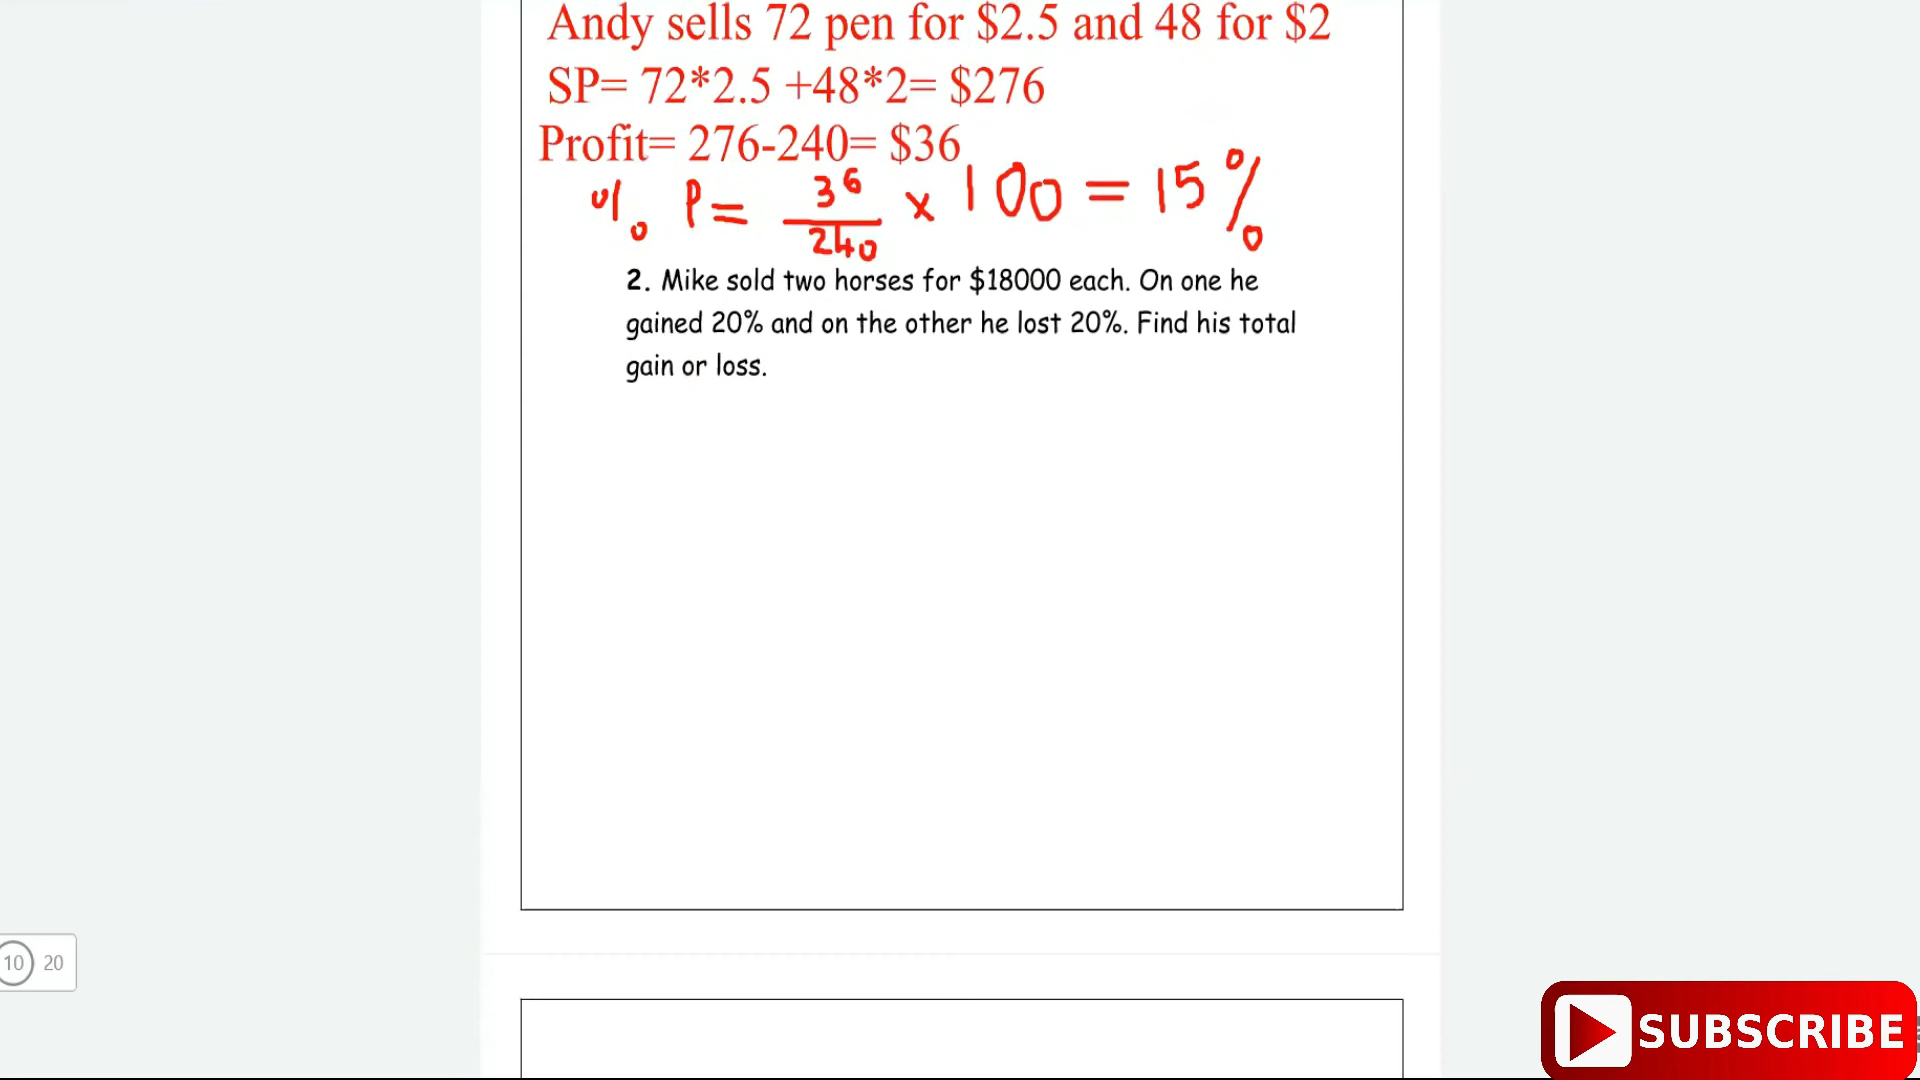 Andy sells 72 pen for $2.5 and 48 for $2
SP= 72*2.5 +48*2= $276
Profit= 276-240= $36
% P = 36/240 x 100 = 15%
2. Mike sold two horses for $18000 each. On one he
gained 20% and on the other he lost 20%. Find his total
gain or loss.
10 20
SUBSCRIBE